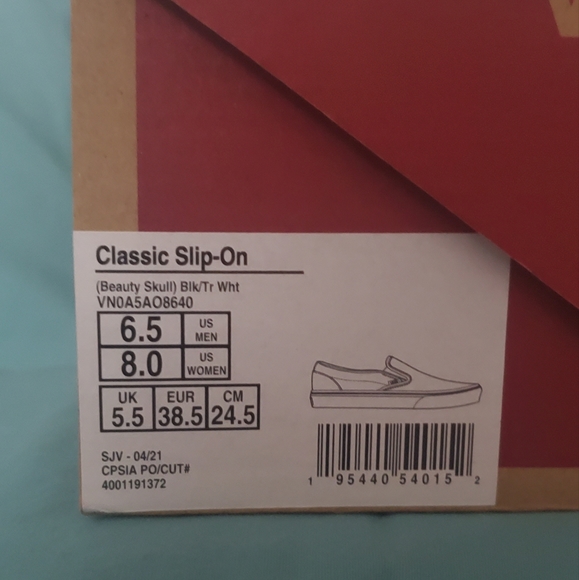 Classic Slip-On
(Beauty Skull) Blk/Tr Wht
VN0A5AO8640
6.5 US MEN
8.0 US WOMEN
UK EUR CM
5.5 38.5 24.5
SJV - 04/21
CPSIA PO/CUT#
4001191372
1 95440 54015 2